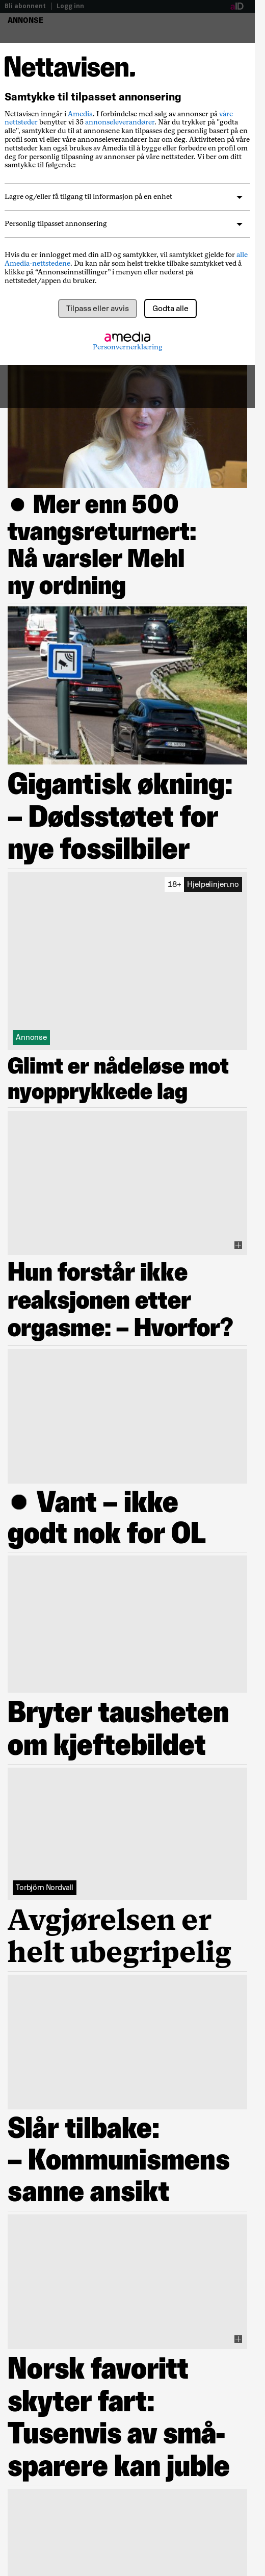 Bli abonnent | Logg inn
aID
ANNONSE
Nettavisen.
Samtykke til tilpasset annonsering
Nettavisen inngår i Amedia. I forbindelse med salg av annonser på våre
nettsteder benytter vi 35 annonseleverandører. Når du trykker på "godta
alle", samtykker du til at annonsene kan tilpasses deg personlig basert på en
profil som vi eller våre annonseleverandører har om deg. Aktiviteten på våre
nettsteder kan også brukes av Amedia til å bygge eller forbedre en profil om
deg for personlig tilpasning av annonser på våre nettsteder. Vi ber om ditt
samtykke til følgende:
Lagre og/eller få tilgang til informasjon på en enhet
Personlig tilpasset annonsering
Hvis du er innlogget med din aID og samtykker, vil samtykket gjelde for alle
Amedia-nettstedene. Du kan når som helst trekke tilbake samtykket ved å
klikke på “Annonseinnstillinger” i menyen eller nederst på
nettstedet/appen du bruker.
Tilpass eller avvis
Godta alle
amedia
Personvernerklæring
● Mer enn 500
tvangsreturnert:
Nå varsler Mehl
ny ordning
Gigantisk økning:
– Dødsstøtet for
nye fossilbiler
18+ Hjelpelinjen.no
Annonse
Glimt er nådeløse mot
nyopprykkede lag
Hun forstår ikke
reaksjonen etter
orgasme: – Hvorfor?
● Vant – ikke
godt nok for OL
Bryter tausheten
om kjeftebildet
Torbjörn Nordvall
Avgjørelsen er
helt ubegripelig
Slår tilbake:
– Kommunismens
sanne ansikt
Norsk favoritt
skyter fart:
Tusenvis av små-
sparere kan juble